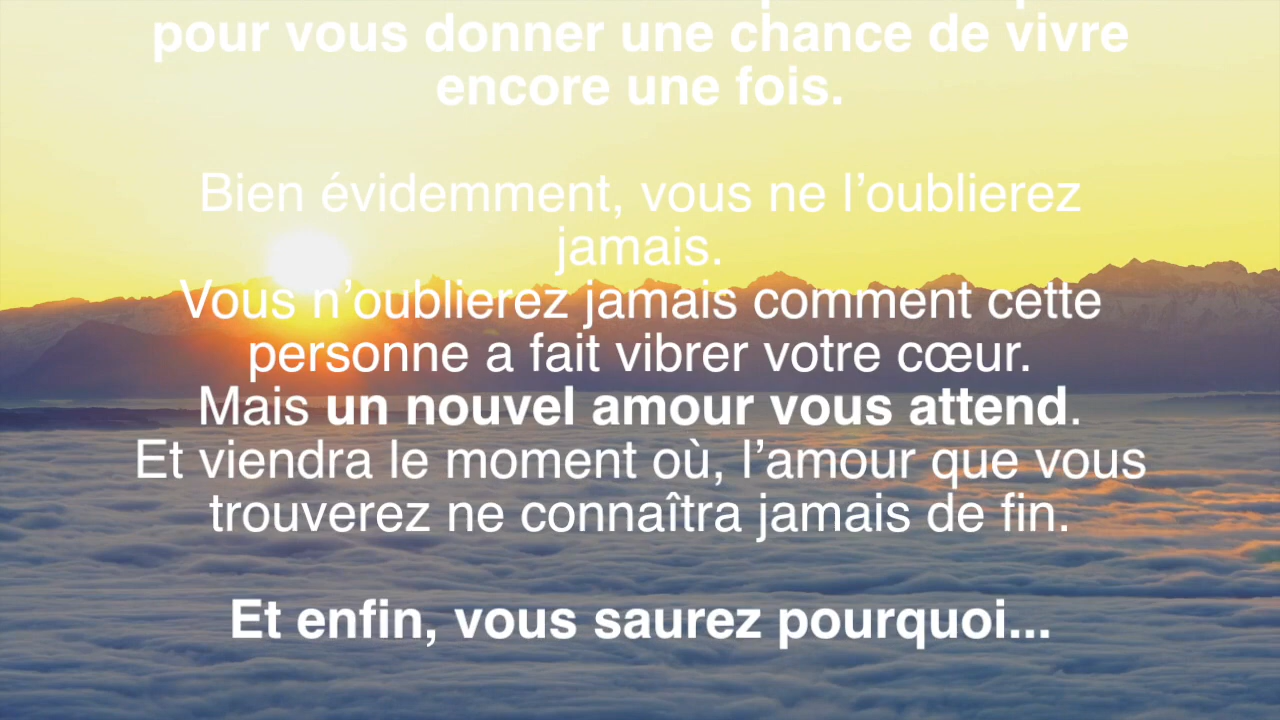 pour vous donner une chance de vivre
encore une fois.
Bien évidemment, vous ne l’oublierez
jamais.
Vous n’oublierez jamais comment cette
personne a fait vibrer votre cœur.
Mais un nouvel amour vous attend.
Et viendra le moment où, l’amour que vous
trouverez ne connaîtra jamais de fin.
Et enfin, vous saurez pourquoi...